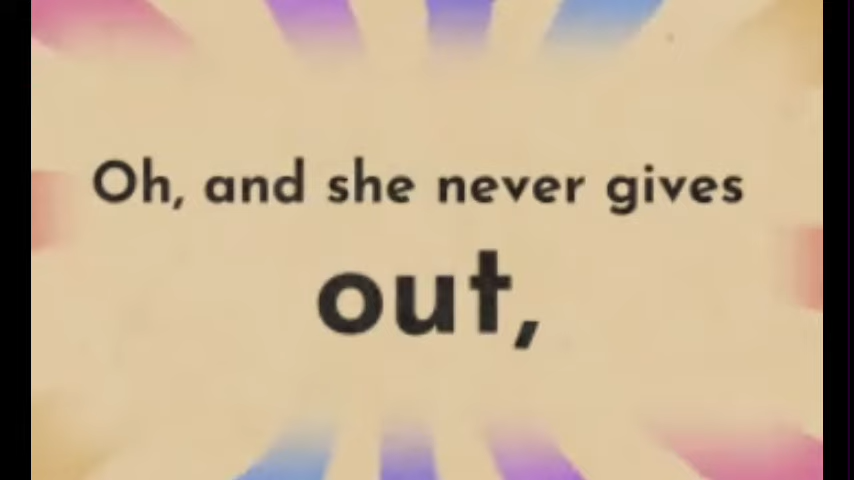 Oh, and she never gives
out,